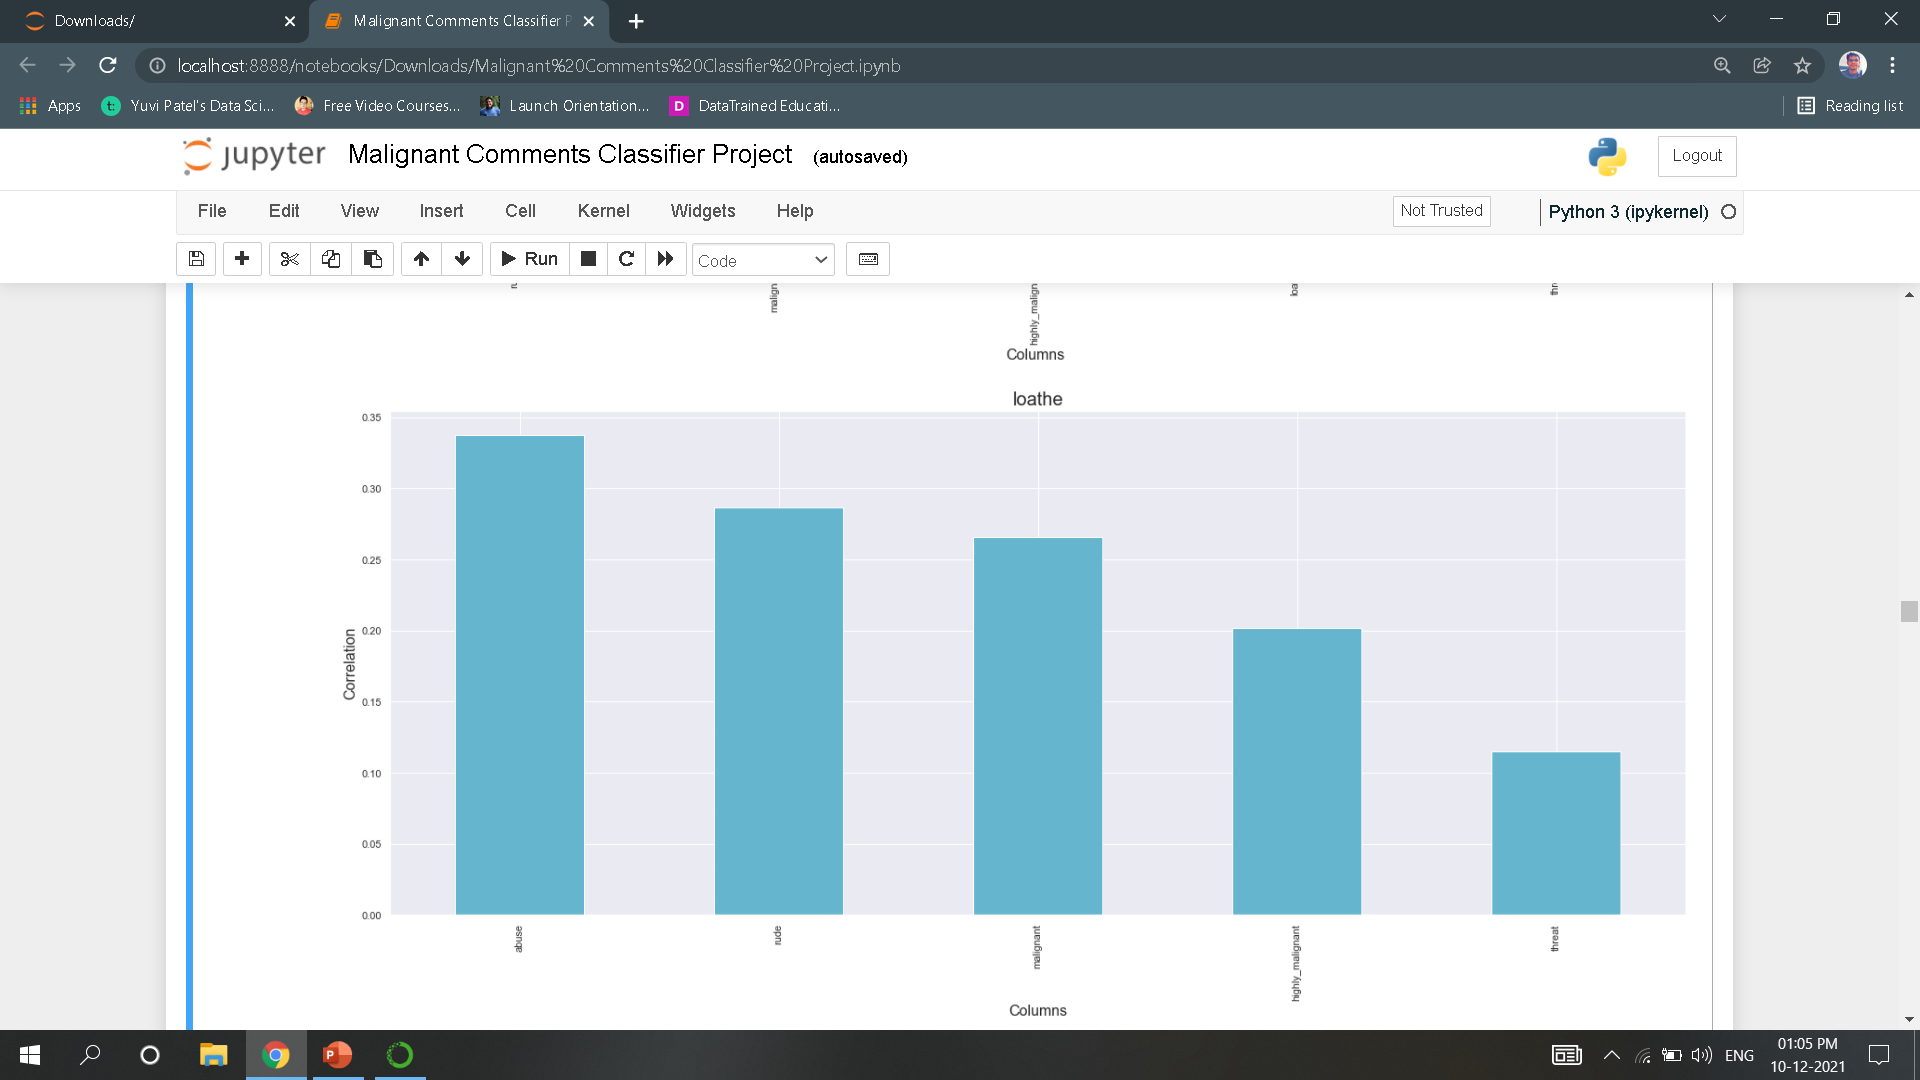 Downloads/
Malignant Comments Classifier P
localhost:8888/notebooks/Downloads/Malignant%20Comments%20Classifier%20Project.ipynb
Apps
t:
Yuvi Patel's Data Sci...
Free Video Courses...
Launch Orientation...
D
DataTrained Educati...
Reading list
jupyter
Malignant Comments Classifier Project (autosaved)
Logout
File
Edit
View
Insert
Cell
Kernel
Widgets
Help
Not Trusted
Python 3 (ipykernel)
Run
Code
malign
highly_malign
loa
thr
Columns
loathe
0.35
0.30
0.25
0.20
0.15
0.10
0.05
0.00
Correlation
abuse
rude
malignant
highly_malignant
threat
Columns
P
ENG
01:05 PM
10-12-2021